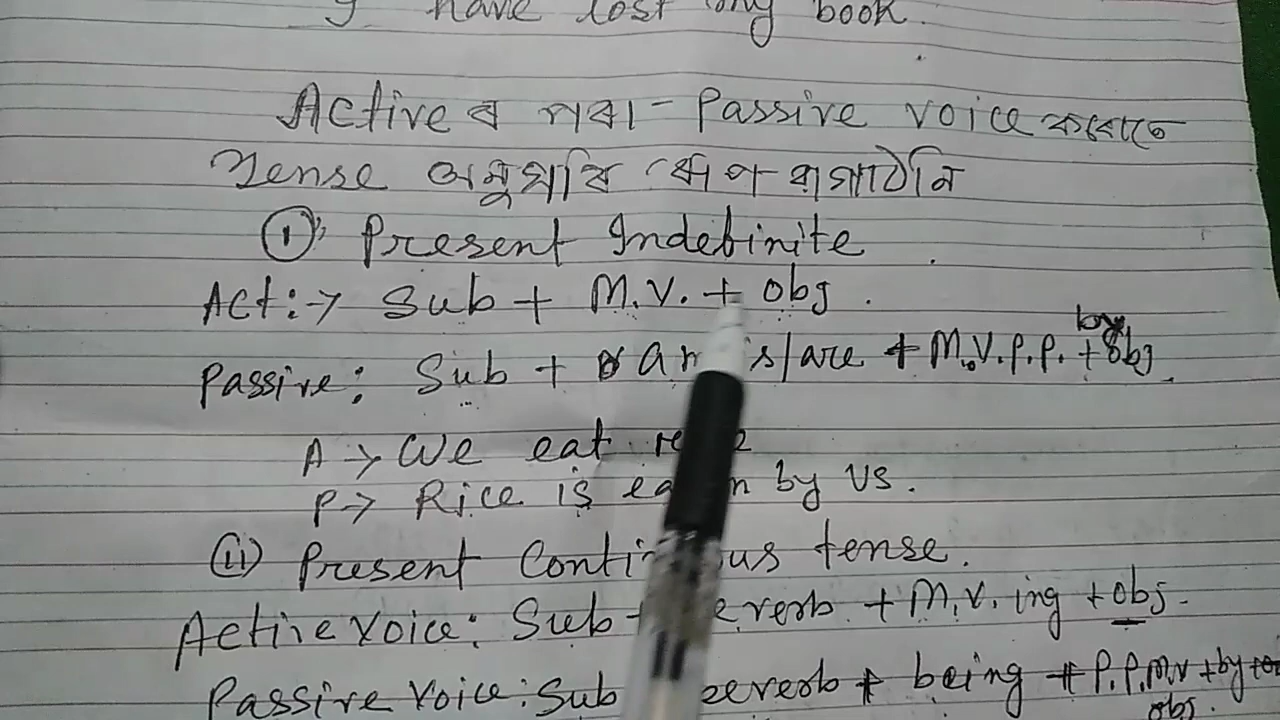 I have lost my book.
Active ৰ পৰা - Passive voice কৰোতে
Tense অনুযায়ি ৰূপ
① Present Indefinite.
Act:→ Sub + M.V. + obj.
Passive: Sub + am is/are + M.V.P.P. + by obj.
A → We eat
P → Rice is by us.
(ii) Present tense.
Active Voice: Sub + verb + M.V. ing + obj.
Passive Voice: Sub verb + being + P.P.M.V + by + obj.